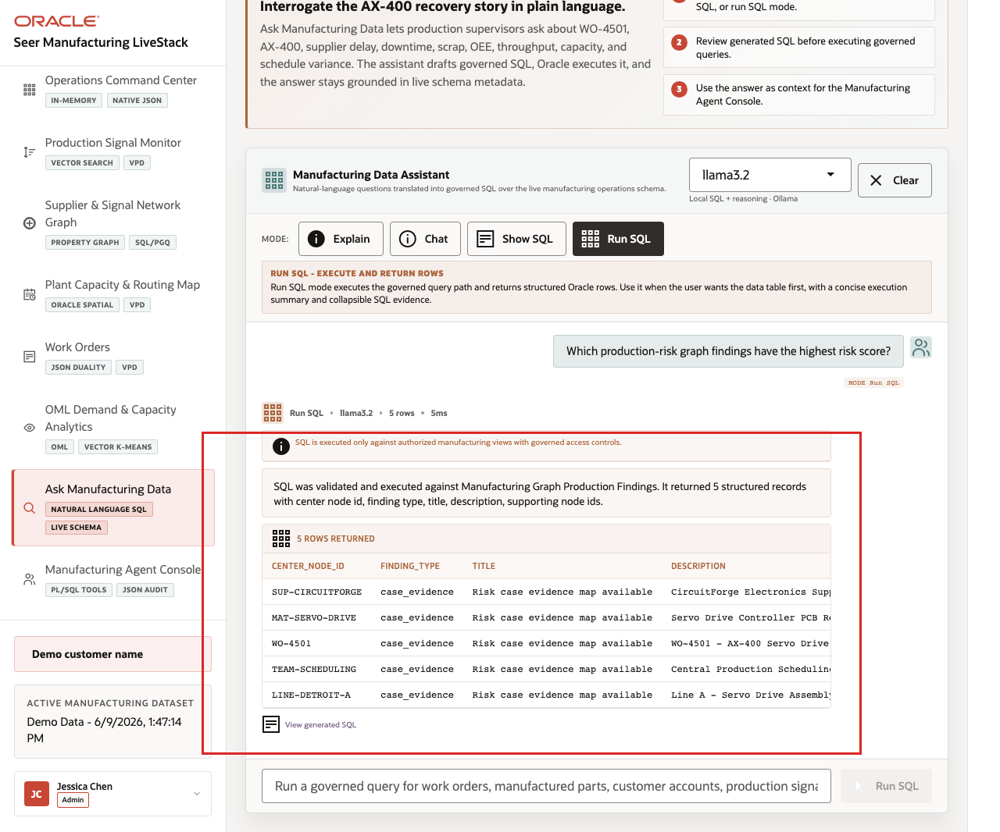 ORACLE
Seer Manufacturing LiveStack
Operations Command Center
IN-MEMORY
NATIVE JSON
Production Signal Monitor
VECTOR SEARCH
VPD
Supplier & Signal Network
Graph
PROPERTY GRAPH
SQL/PGQ
Plant Capacity & Routing Map
ORACLE SPATIAL
VPD
Work Orders
JSON DUALITY
VPD
OML Demand & Capacity
Analytics
OML
VECTOR K-MEANS
Ask Manufacturing Data
NATURAL LANGUAGE SQL
LIVE SCHEMA
Manufacturing Agent Console
PL/SQL TOOLS
JSON AUDIT
Demo customer name
ACTIVE MANUFACTURING DATASET
Demo Data - 6/9/2026, 1:47:14
PM
JC
Jessica Chen
Admin
Interrogate the AX-400 recovery story in plain language.
Ask Manufacturing Data lets production supervisors ask about WO-4501,
AX-400, supplier delay, downtime, scrap, OEE, throughput, capacity, and
schedule variance. The assistant drafts governed SQL, Oracle executes it, and
the answer stays grounded in live schema metadata.
SQL, or run SQL mode.
2
Review generated SQL before executing governed
queries.
3
Use the answer as context for the Manufacturing
Agent Console.
Manufacturing Data Assistant
Natural-language questions translated into governed SQL over the live manufacturing operations schema.
llama3.2
Local SQL + reasoning · Ollama
Clear
MODE:
Explain
Chat
Show SQL
Run SQL
RUN SQL - EXECUTE AND RETURN ROWS
Run SQL mode executes the governed query path and returns structured Oracle rows. Use it when the user wants the data table first, with a concise execution
summary and collapsible SQL evidence.
Which production-risk graph findings have the highest risk score?
MODE Run SQL
Run SQL • llama3.2 • 5 rows • 5ms
SQL is executed only against authorized manufacturing views with governed access controls.
SQL was validated and executed against Manufacturing Graph Production Findings. It returned 5 structured records
with center node id, finding type, title, description, supporting node ids.
5 ROWS RETURNED
CENTER_NODE_ID FINDING_TYPE TITLE DESCRIPTION
SUP-CIRCUITFORGE case_evidence Risk case evidence map available CircuitForge Electronics Sup
MAT-SERVO-DRIVE case_evidence Risk case evidence map available Servo Drive Controller PCB R
WO-4501 case_evidence Risk case evidence map available WO-4501 - AX-400 Servo Drive
TEAM-SCHEDULING case_evidence Risk case evidence map available Central Production Scheduling
LINE-DETROIT-A case_evidence Risk case evidence map available Line A - Servo Drive Assembly
View generated SQL
Run a governed query for work orders, manufactured parts, customer accounts, production signa
Run SQL